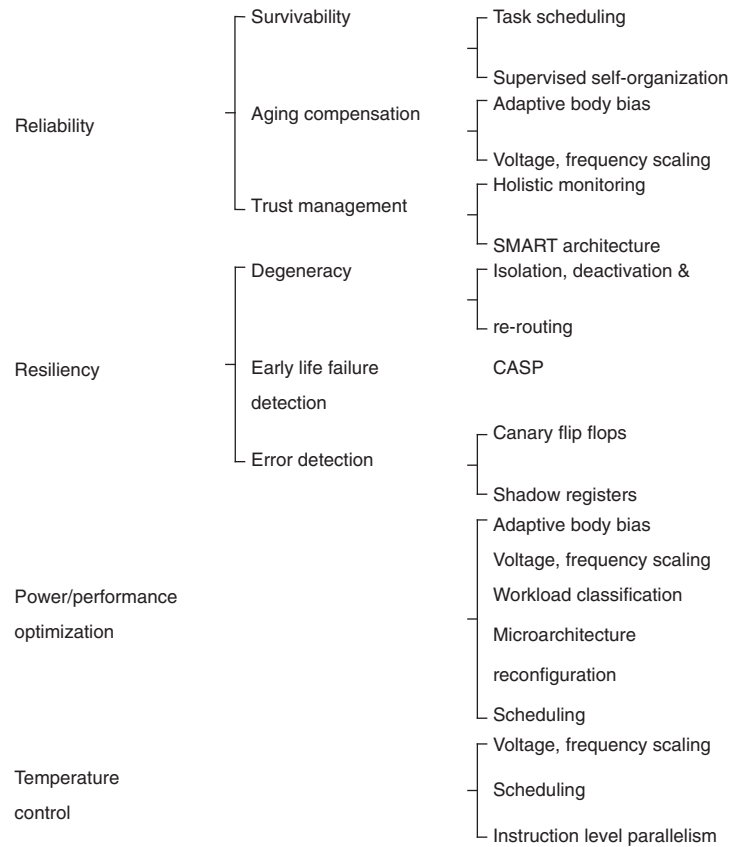 Survivability
Task scheduling
Supervised self-organization
Reliability
Aging compensation
Adaptive body bias
Voltage, frequency scaling
Trust management
Holistic monitoring
SMART architecture
Degeneracy
Isolation, deactivation &
re-routing
Resiliency
Early life failure
detection
CASP
Error detection
Canary flip flops
Shadow registers
Power/performance
optimization
Adaptive body bias
Voltage, frequency scaling
Workload classification
Microarchitecture
reconfiguration
Scheduling
Temperature
control
Voltage, frequency scaling
Scheduling
Instruction level parallelism